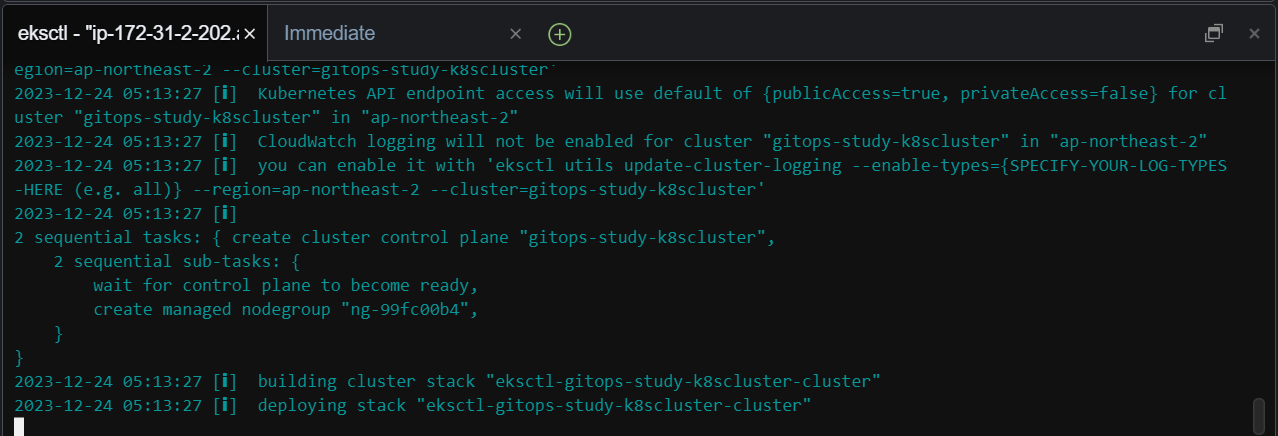 eksctl - "ip-172-31-2-202.a × Immediate ×
egion=ap-northeast-2 --cluster=gitops-study-k8scluster'
2023-12-24 05:13:27 [ℹ]  Kubernetes API endpoint access will use default of {publicAccess=true, privateAccess=false} for cl
uster "gitops-study-k8scluster" in "ap-northeast-2"
2023-12-24 05:13:27 [ℹ]  CloudWatch logging will not be enabled for cluster "gitops-study-k8scluster" in "ap-northeast-2"
2023-12-24 05:13:27 [ℹ]  you can enable it with 'eksctl utils update-cluster-logging --enable-types={SPECIFY-YOUR-LOG-TYPES
-HERE (e.g. all)} --region=ap-northeast-2 --cluster=gitops-study-k8scluster'
2023-12-24 05:13:27 [ℹ]
2 sequential tasks: { create cluster control plane "gitops-study-k8scluster",
    2 sequential sub-tasks: {
        wait for control plane to become ready,
        create managed nodegroup "ng-99fc00b4",
    }
}
2023-12-24 05:13:27 [ℹ]  building cluster stack "eksctl-gitops-study-k8scluster-cluster"
2023-12-24 05:13:27 [ℹ]  deploying stack "eksctl-gitops-study-k8scluster-cluster"